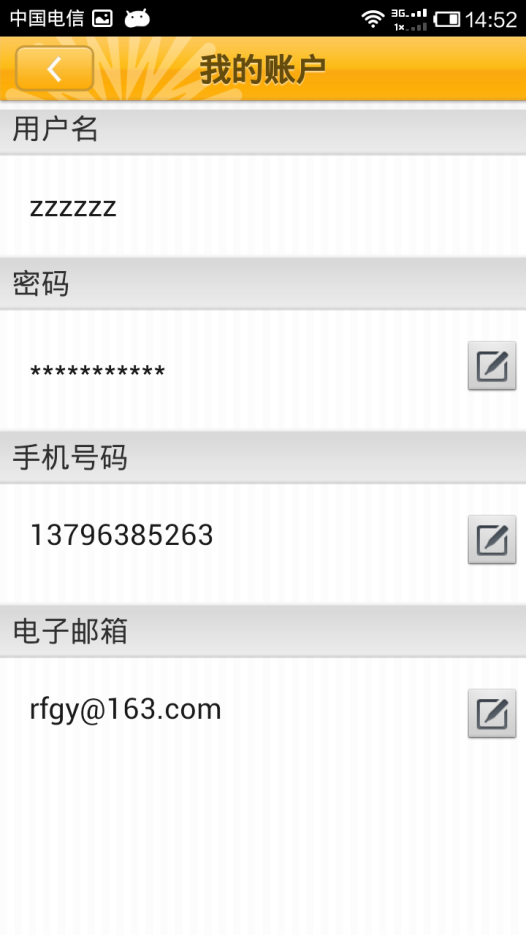 中国电信 3G 1x 14:52
我的账户
用户名
zzzzzz
密码
***********
手机号码
13796385263
电子邮箱
rfgy@163.com